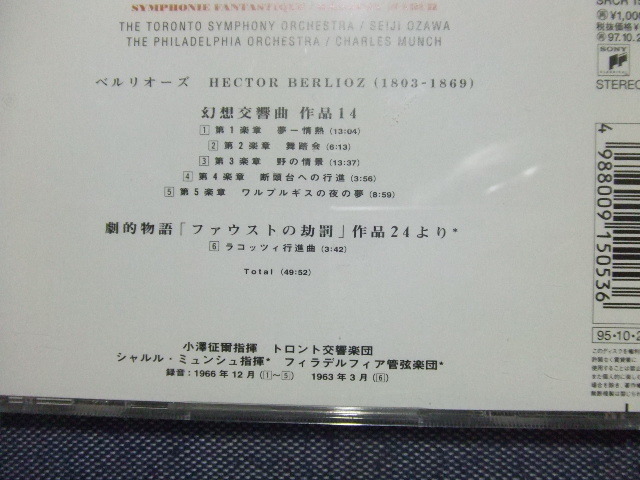 SYMPHONIE FANTASTIQUE
THE TORONTO SYMPHONY ORCHESTRA / SEIJI OZAWA
THE PHILADELPHIA ORCHESTRA / CHARLES MUNCH
ベルリオーズ HECTOR BERLIOZ (1803-1869)
幻想交響曲 作品14
1 第1楽章 夢ー情熱 (13:04)
2 第2楽章 舞踏会 (6:13)
3 第3楽章 野の情景 (13:37)
4 第4楽章 断頭台への行進 (3:56)
5 第5楽章 ワルプルギスの夜の夢 (8:59)
劇的物語「ファウストの劫罰」作品24より*
6 ラコッツィ行進曲 (3:42)
Total (49:52)
小澤征爾指揮 トロント交響楽団
シャルル・ミュンシュ指揮* フィラデルフィア管弦楽団*
録音:1966年12月(1~5) 1963年3月(6)
SRCR
¥1,000
税抜価格
97.10.2
SONY
STEREO
4988009150536
95・10・2